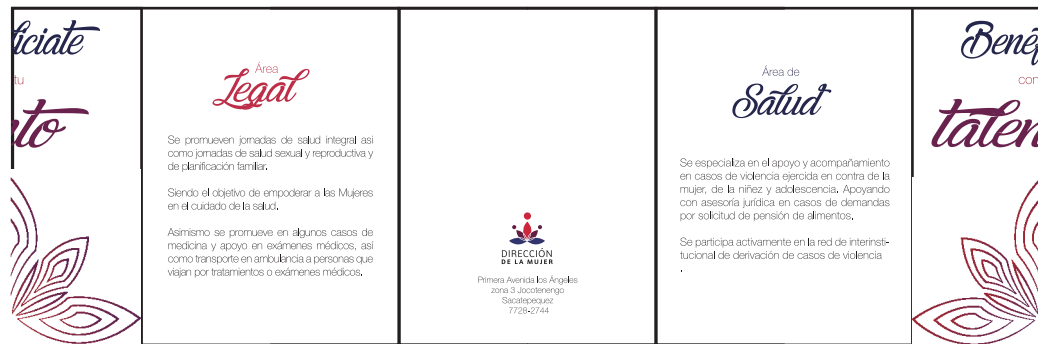 ficiate
tu
to
Área
Legal
Se promueven jornadas de salud integral asi
como jornadas de salud sexual y reproductiva y
de planificación familiar.
Siendo el objetivo de empoderar a las Mujeres
en el cuidado de la salud.
Asimismo se promueve en algunos casos de
medicina y apoyo en exámenes médicos, así
como transporte en ambulancia a personas que
viajan por tratamientos o exámenes médicos.
DIRECCIÓN
DE LA MUJER
Primera Avenida los Ángeles
zona 3 Jocotenengo
Sacatepequez
7728-2744
Área de
Salud
Se especializa en el apoyo y acompañamiento
en casos de violencia ejercida en contra de la
mujer, de la niñez y adolescencia. Apoyando
con asesoría jurídica en casos de demandas
por solicitud de pensión de alimentos.
Se participa activamente en la red de interinsti-
tucional de derivación de casos de violencia
.
Benef
con
talen